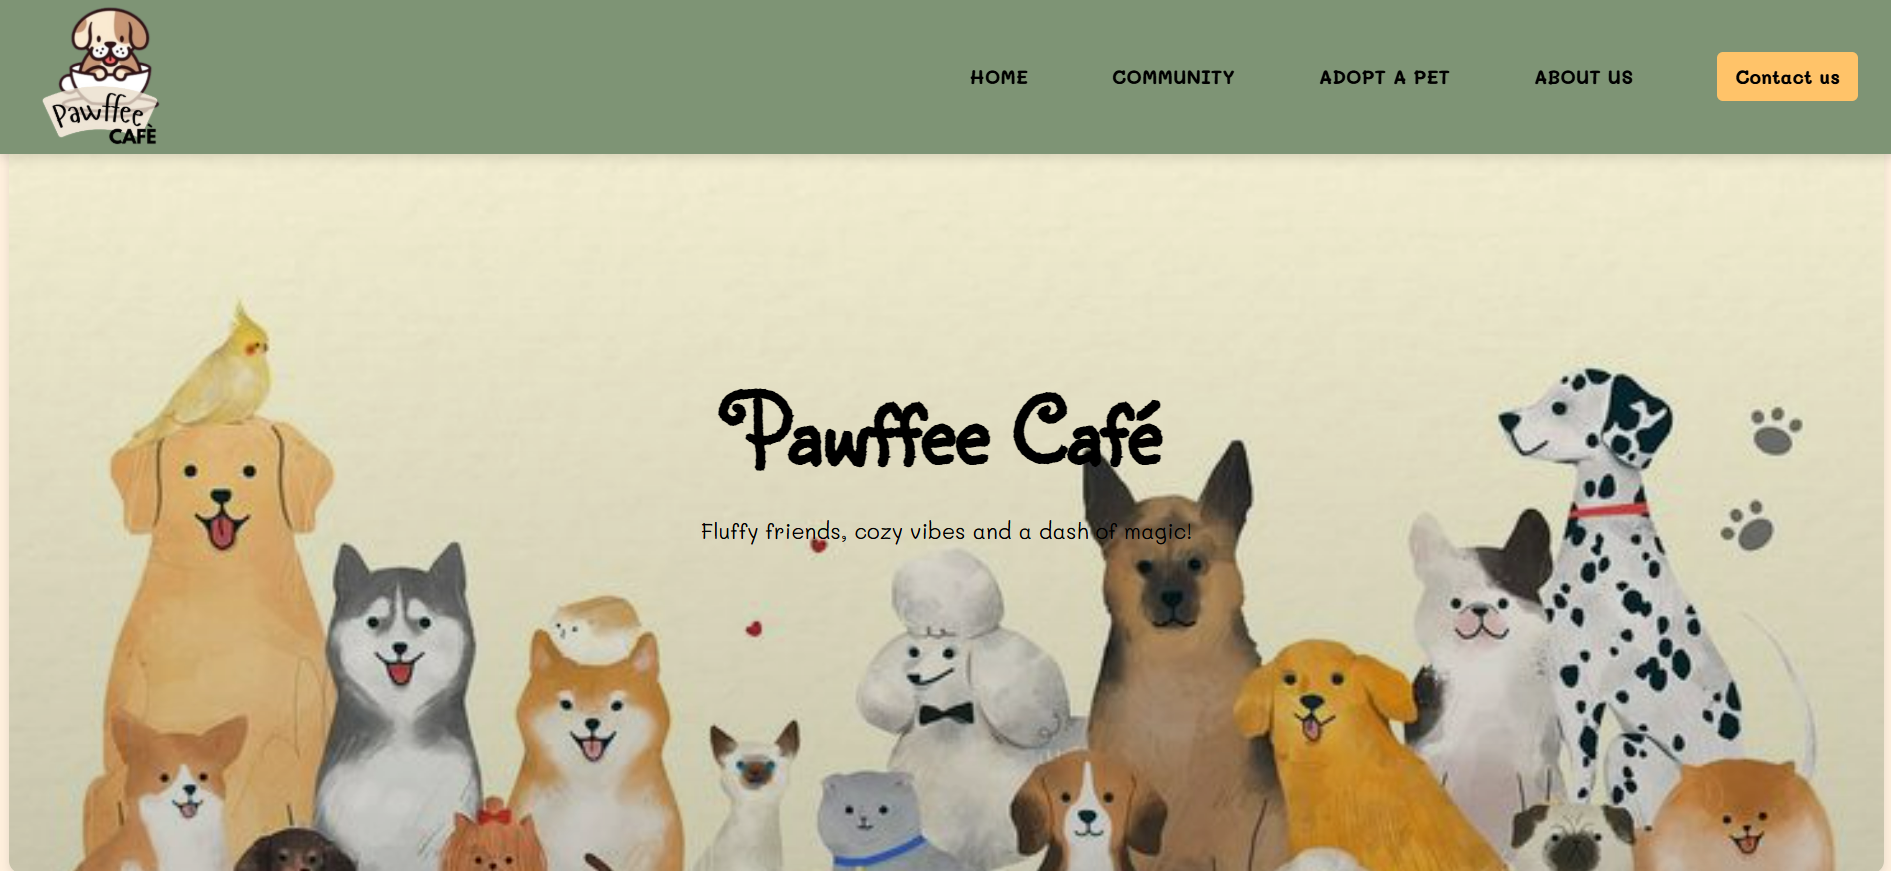 Pawffee
CAFÈ
HOME COMMUNITY ADOPT A PET ABOUT US Contact us
Pawffee Café
Fluffy friends, cozy vibes and a dash of magic!